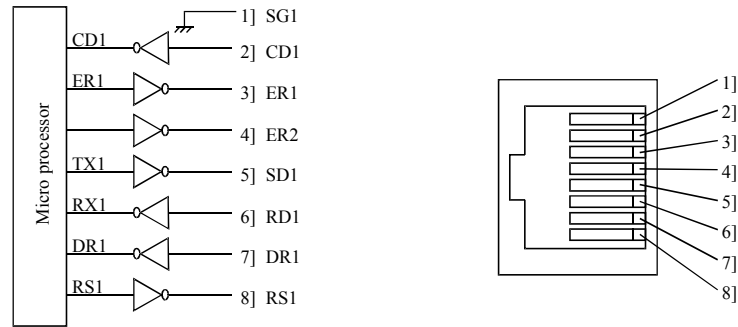 1] SG1
CD1 2] CD1
ER1 3] ER1
4] ER2
TX1 5] SD1
RX1 6] RD1
DR1 7] DR1
RS1 8] RS1
Micro processor
1]
2]
3]
4]
5]
6]
7]
8]